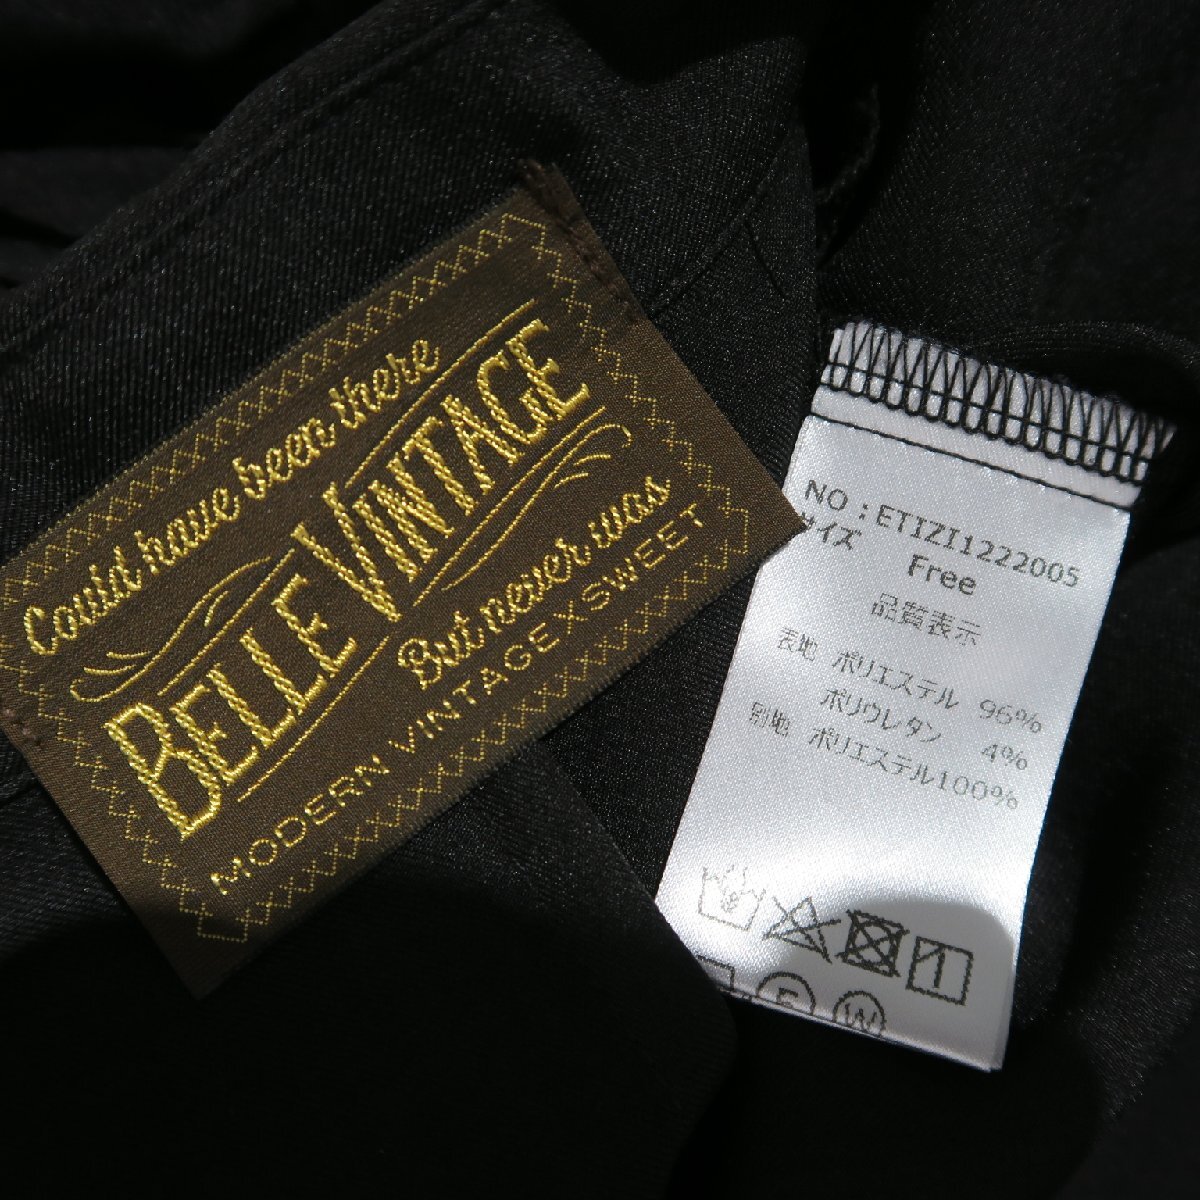 Could have been there
BELLE VINTAGE
But never was
MODERN VINTAGE X SWEET
NO : ETIZI1222005
サイズ Free
品質表示
表地 ポリエステル 96%
ポリウレタン 4%
別地 ポリエステル100%
F W